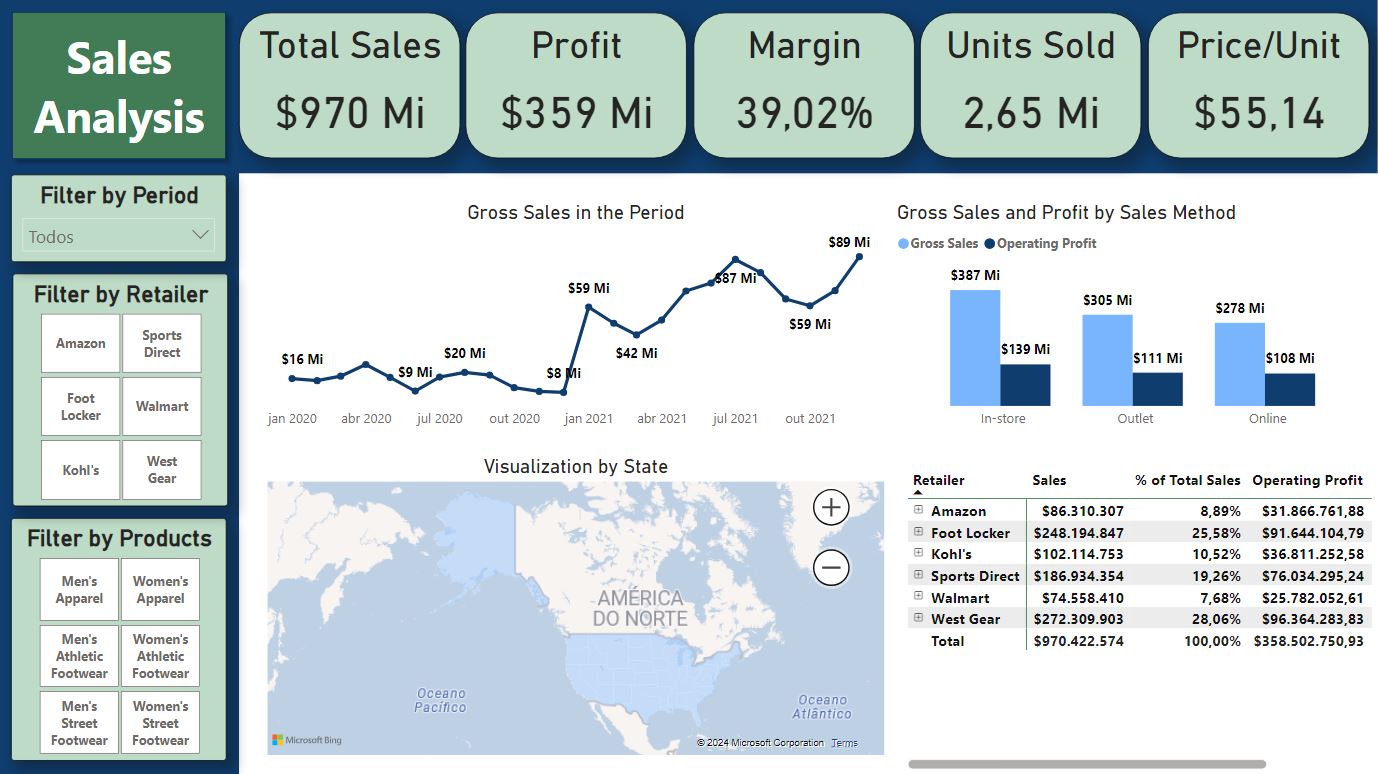 Sales
Analysis
Total Sales
$970 Mi
Profit
$359 Mi
Margin
39,02%
Units Sold
2,65 Mi
Price/Unit
$55,14
Filter by Period
Todos
Filter by Retailer
Amazon
Sports
Direct
Foot
Locker
Walmart
Kohl's
West
Gear
Filter by Products
Men's
Apparel
Women's
Apparel
Men's
Athletic
Footwear
Women's
Athletic
Footwear
Men's
Street
Footwear
Women's
Street
Footwear
Gross Sales in the Period
$16 Mi
$9 Mi
$20 Mi
$8 Mi
$59 Mi
$42 Mi
$87 Mi
$59 Mi
$89 Mi
jan 2020
abr 2020
jul 2020
out 2020
jan 2021
abr 2021
jul 2021
out 2021
Gross Sales and Profit by Sales Method
Gross Sales
Operating Profit
$387 Mi
$139 Mi
$305 Mi
$111 Mi
$278 Mi
$108 Mi
In-store
Outlet
Online
Visualization by State
AMÉRICA
DO NORTE
Oceano
Pacífico
Oceano
Atlântico
Microsoft Bing
© 2024 Microsoft Corporation Terms
Retailer Sales % of Total Sales Operating Profit
Amazon $86.310.307 8,89% $31.866.761,88
Foot Locker $248.194.847 25,58% $91.644.104,79
Kohl's $102.114.753 10,52% $36.811.252,58
Sports Direct $186.934.354 19,26% $76.034.295,24
Walmart $74.558.410 7,68% $25.782.052,61
West Gear $272.309.903 28,06% $96.364.283,83
Total $970.422.574 100,00% $358.502.750,93